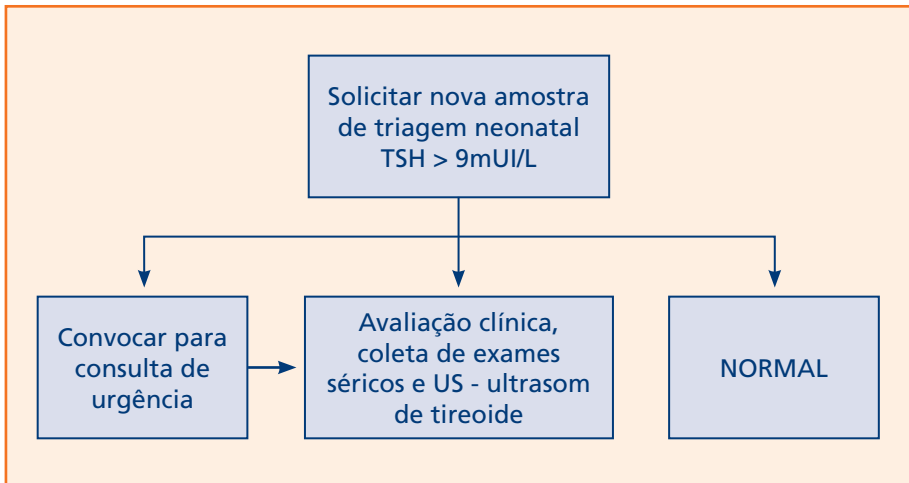 Solicitar nova amostra
de triagem neonatal
TSH > 9mUI/L
Convocar para
consulta de
urgência
Avaliação clínica,
coleta de exames
séricos e US - ultrasom
de tireoide
NORMAL